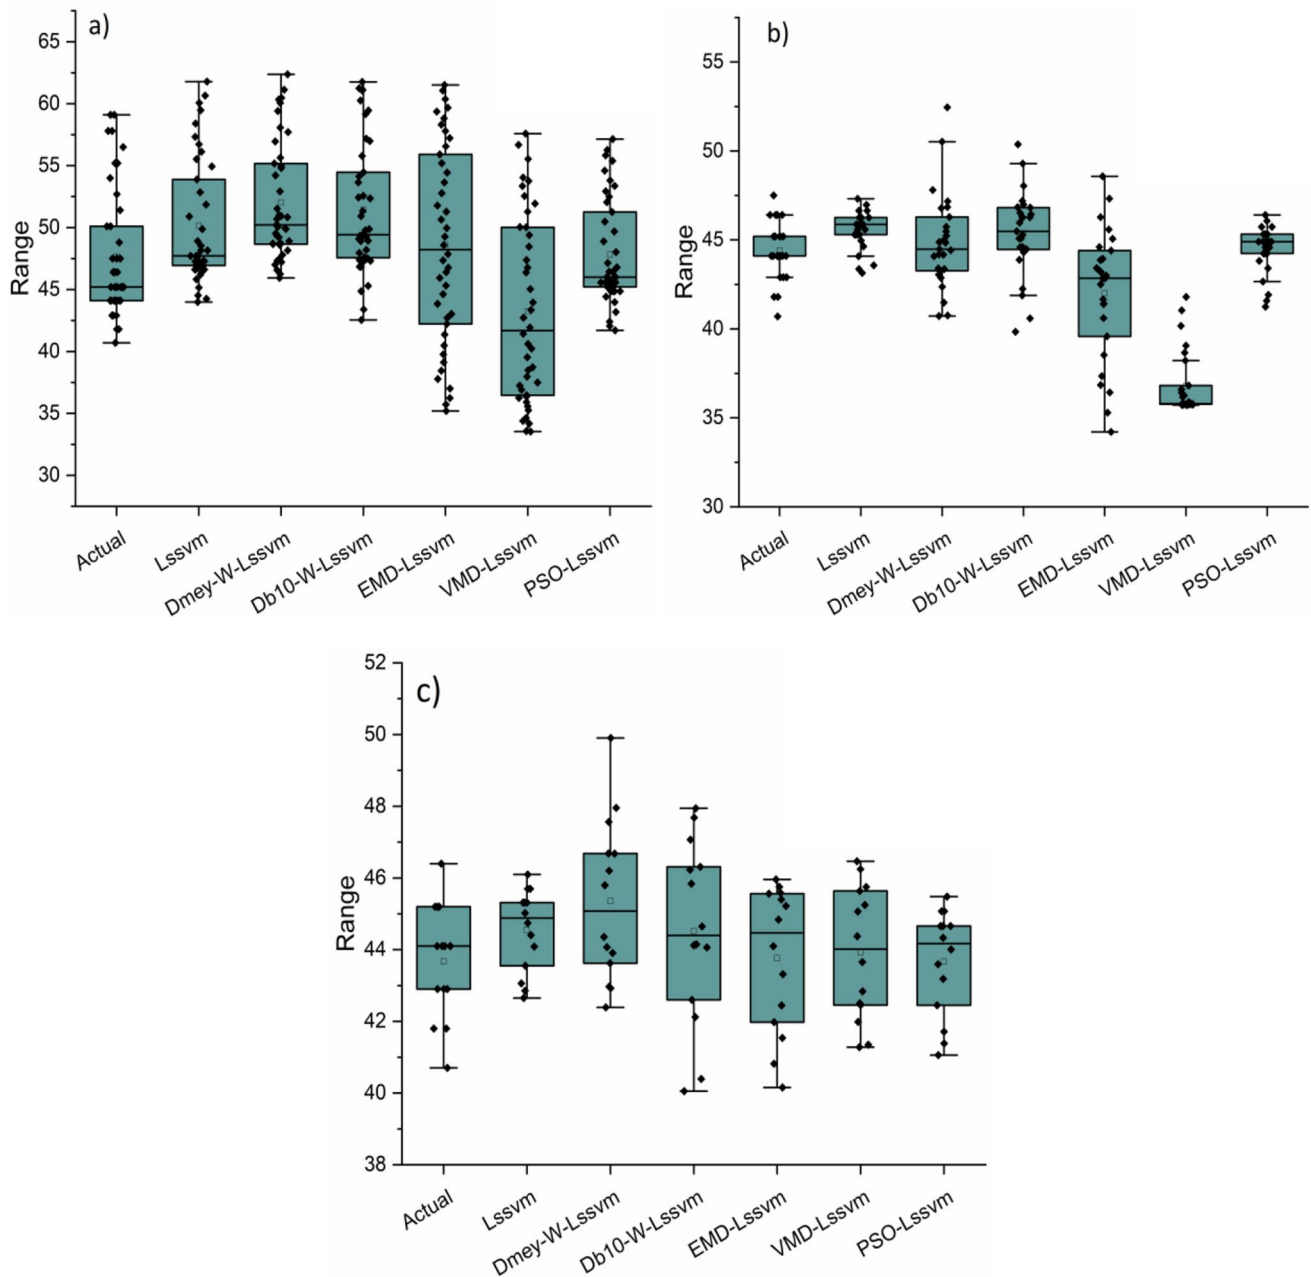 a)
65
60
55
50
45
40
35
30
Range
Actual
Lssvm
Dmey-W-Lssvm
Db10-W-Lssvm
EMD-Lssvm
VMD-Lssvm
PSO-Lssvm
b)
55
50
45
40
35
30
Range
Actual
Lssvm
Dmey-W-Lssvm
Db10-W-Lssvm
EMD-Lssvm
VMD-Lssvm
PSO-Lssvm
c)
52
50
48
46
44
42
40
38
Range
Actual
Lssvm
Dmey-W-Lssvm
Db10-W-Lssvm
EMD-Lssvm
VMD-Lssvm
PSO-Lssvm